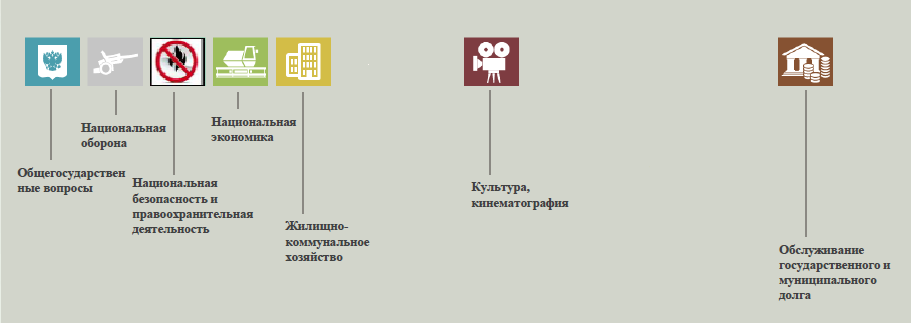 Общегосударствен
ные вопросы
Национальная
оборона
Национальная
безопасность и
правоохранительная
деятельность
Национальная
экономика
Жилищно-
коммунальное
хозяйство
Культура,
кинематография
Обслуживание
государственного и
муниципального
долга